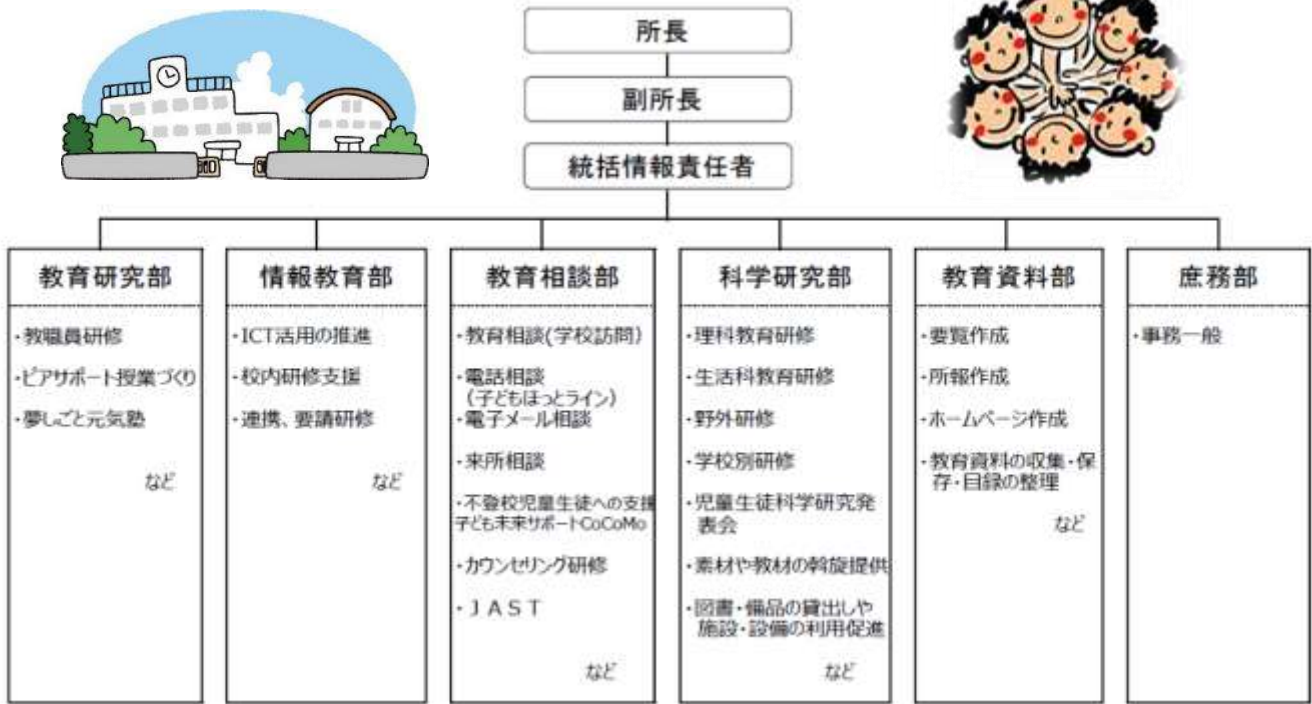 所長
副所長
統括情報責任者
教育研究部
・教職員研修
・ピアサポート授業づくり
・夢しごと元気塾
など
情報教育部
・ICT活用の推進
・校内研修支援
・連携、要請研修
など
教育相談部
・教育相談(学校訪問)
・電話相談
(子どもほっとライン)
・電子メール相談
・来所相談
・不登校児童生徒への支援
子ども未来サポートCoCoMo
・カウンセリング研修
・JAST
など
科学研究部
・理科教育研修
・生活科教育研修
・野外研修
・学校別研修
・児童生徒科学研究発
表会
・素材や教材の斡旋提供
・図書・備品の貸出しや
施設・設備の利用促進
など
教育資料部
・要覧作成
・所報作成
・ホームページ作成
・教育資料の収集・保
存・目録の整理
など
庶務部
・事務一般